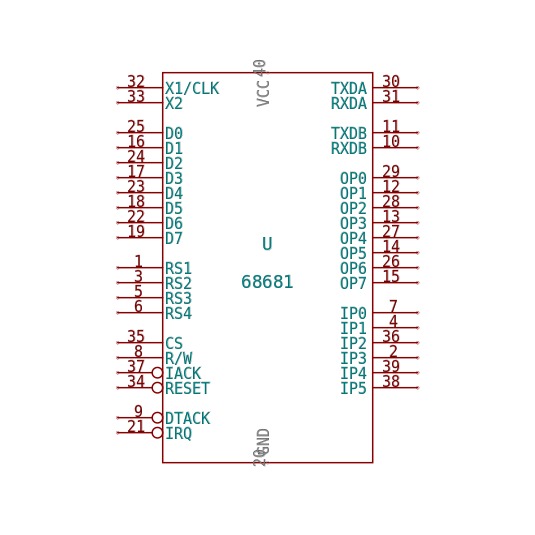 40
VCC
32 X1/CLK TXDA 30
33 X2 RXDA 31
25 D0 TXDB 11
16 D1 RXDB 10
24 D2
17 D3 OP0 29
23 D4 OP1 12
18 D5 OP2 28
22 D6 OP3 13
19 D7 OP4 27
U OP5 14
1 RS1 OP6 26
3 RS2 68681 OP7 15
5 RS3
6 RS4 IP0 7
IP1 4
35 CS IP2 36
8 R/W IP3 2
37 IACK IP4 39
34 RESET IP5 38
9 DTACK
21 IRQ
GND
20